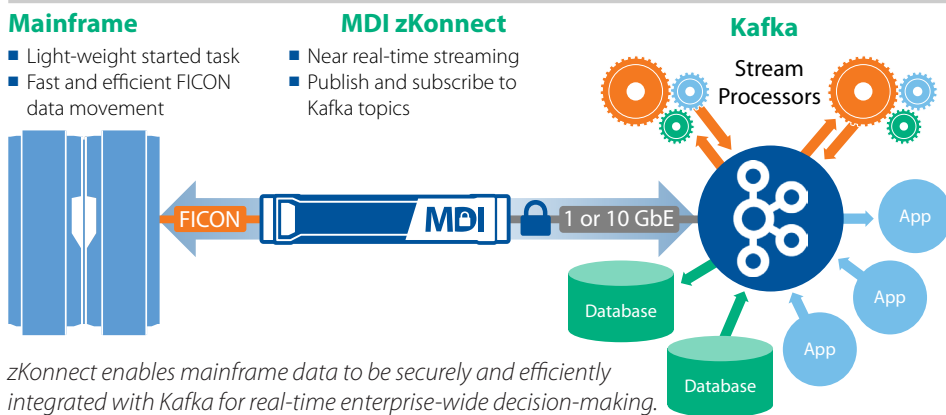 Mainframe
■ Light-weight started task
■ Fast and efficient FICON
data movement
MDI zKonnect
■ Near real-time streaming
■ Publish and subscribe to
Kafka topics
Kafka
Stream
Processors
FICON
MDI
1 or 10 GbE
App
App
App
Database
Database
zKonnect enables mainframe data to be securely and efficiently
integrated with Kafka for real-time enterprise-wide decision-making.